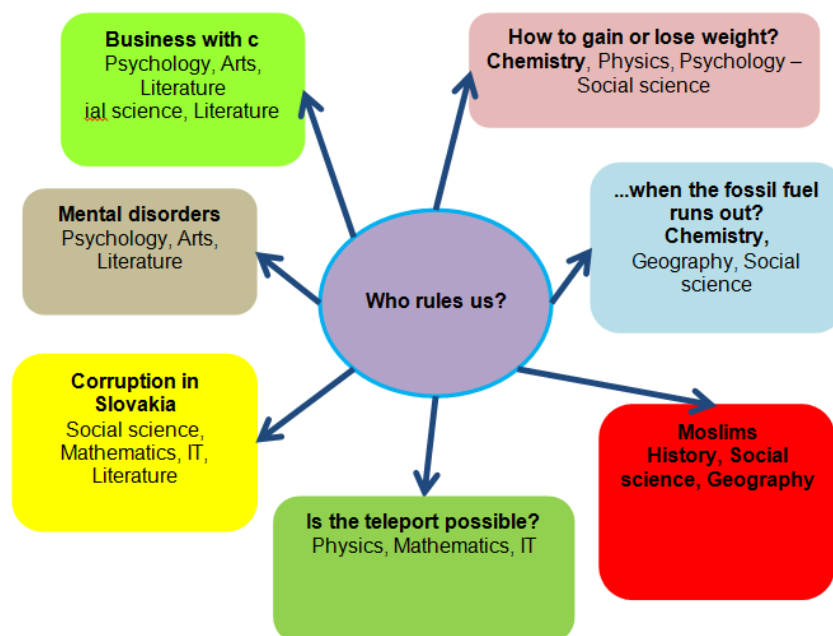 Business with c
Psychology, Arts,
Literature
ial science, Literature
How to gain or lose weight?
Chemistry, Physics, Psychology –
Social science
Mental disorders
Psychology, Arts,
Literature
...when the fossil fuel
runs out?
Chemistry,
Geography, Social
science
Who rules us?
Corruption in
Slovakia
Social science,
Mathematics, IT,
Literature
Moslims
History, Social
science, Geography
Is the teleport possible?
Physics, Mathematics, IT